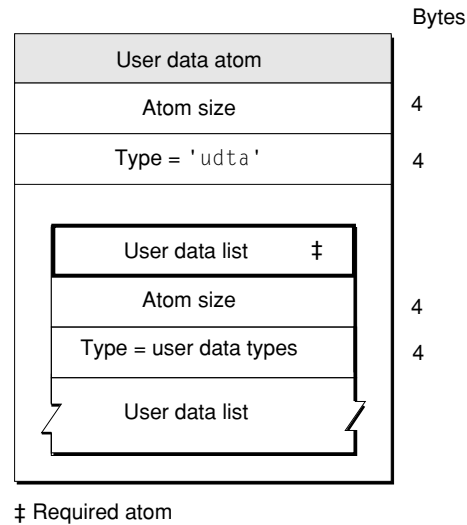 Bytes
User data atom
Atom size 4
Type = 'udta' 4
User data list ‡
Atom size 4
Type = user data types 4
User data list
‡ Required atom